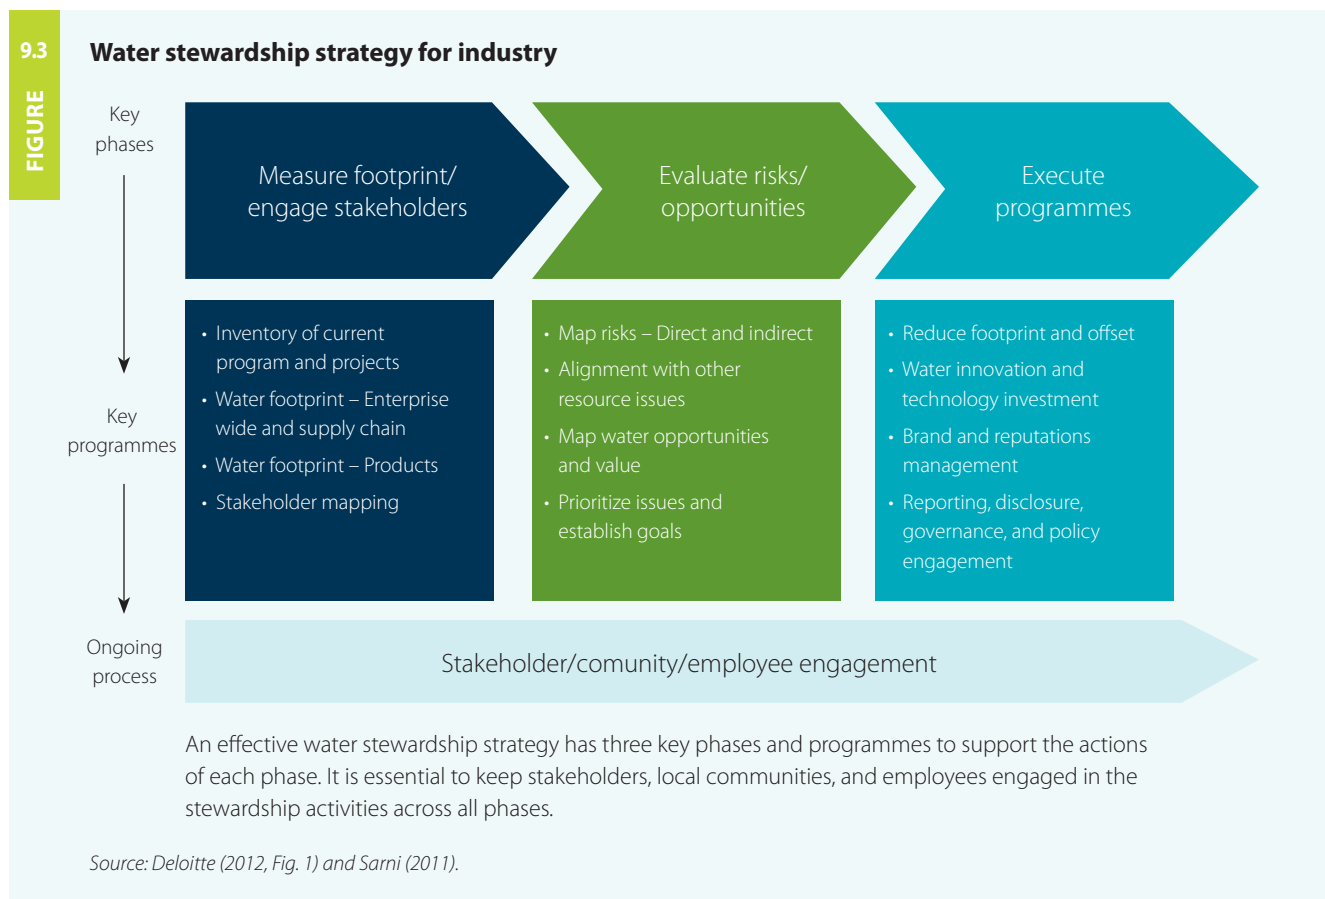 9.3
FIGURE
Water stewardship strategy for industry
Key
phases
Measure footprint/
engage stakeholders
Evaluate risks/
opportunities
Execute
programmes
Key
programmes
• Inventory of current
program and projects
• Water footprint – Enterprise
wide and supply chain
• Water footprint – Products
• Stakeholder mapping
• Map risks – Direct and indirect
• Alignment with other
resource issues
• Map water opportunities
and value
• Prioritize issues and
establish goals
• Reduce footprint and offset
• Water innovation and
technology investment
• Brand and reputations
management
• Reporting, disclosure,
governance, and policy
engagement
Ongoing
process
Stakeholder/comunity/employee engagement
An effective water stewardship strategy has three key phases and programmes to support the actions
of each phase. It is essential to keep stakeholders, local communities, and employees engaged in the
stewardship activities across all phases.
Source: Deloitte (2012, Fig. 1) and Sarni (2011).